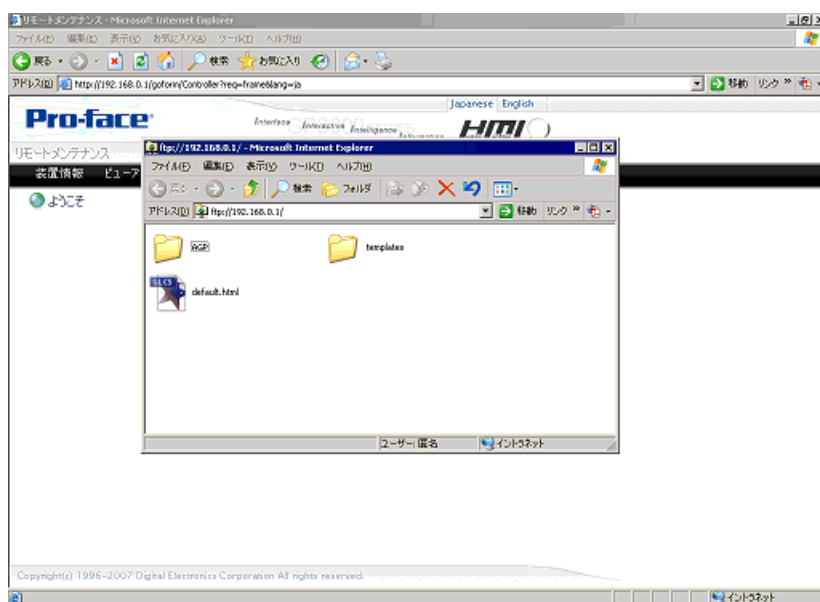 リモートメンテナンス - Microsoft Internet Explorer
ファイル(F) 編集(E) 表示(V) お気に入り(A) ツール(T) ヘルプ(H)
戻る 検索 お気に入り
アドレス(D) http://192.168.0.1/goform/Controller?req=frame&lang=ja 移動 リンク »
Japanese English
Pro-face
Interface Interactive Intelligence
HMI
リモートメンテナンス
装置情報 ビューア
ようこそ
ftp://192.168.0.1/ - Microsoft Internet Explorer
ファイル(F) 編集(E) 表示(V) ツール(T) ヘルプ(H)
戻る 検索 フォルダ
アドレス(D) ftp://192.168.0.1/ 移動 リンク »
AGP templates
GLCS
default.html
ユーザー: 匿名 イントラネット
Copyright(c) 1996-2007 Digital Electronics Corporation All rights reserved.
イントラネット